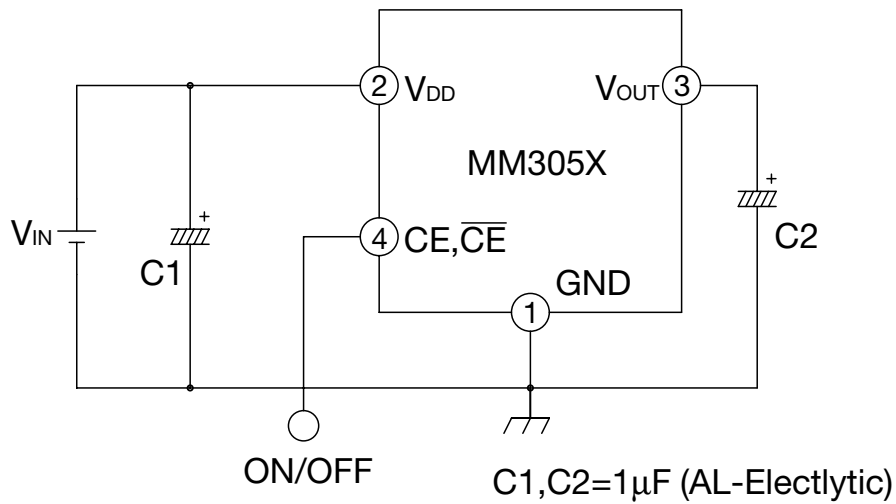 2 VDD VOUT 3
MM305X
VIN
+
C1
+
C2
4 CE,C̅E̅
GND
1
ON/OFF
C1,C2=1µF (AL-Electlytic)